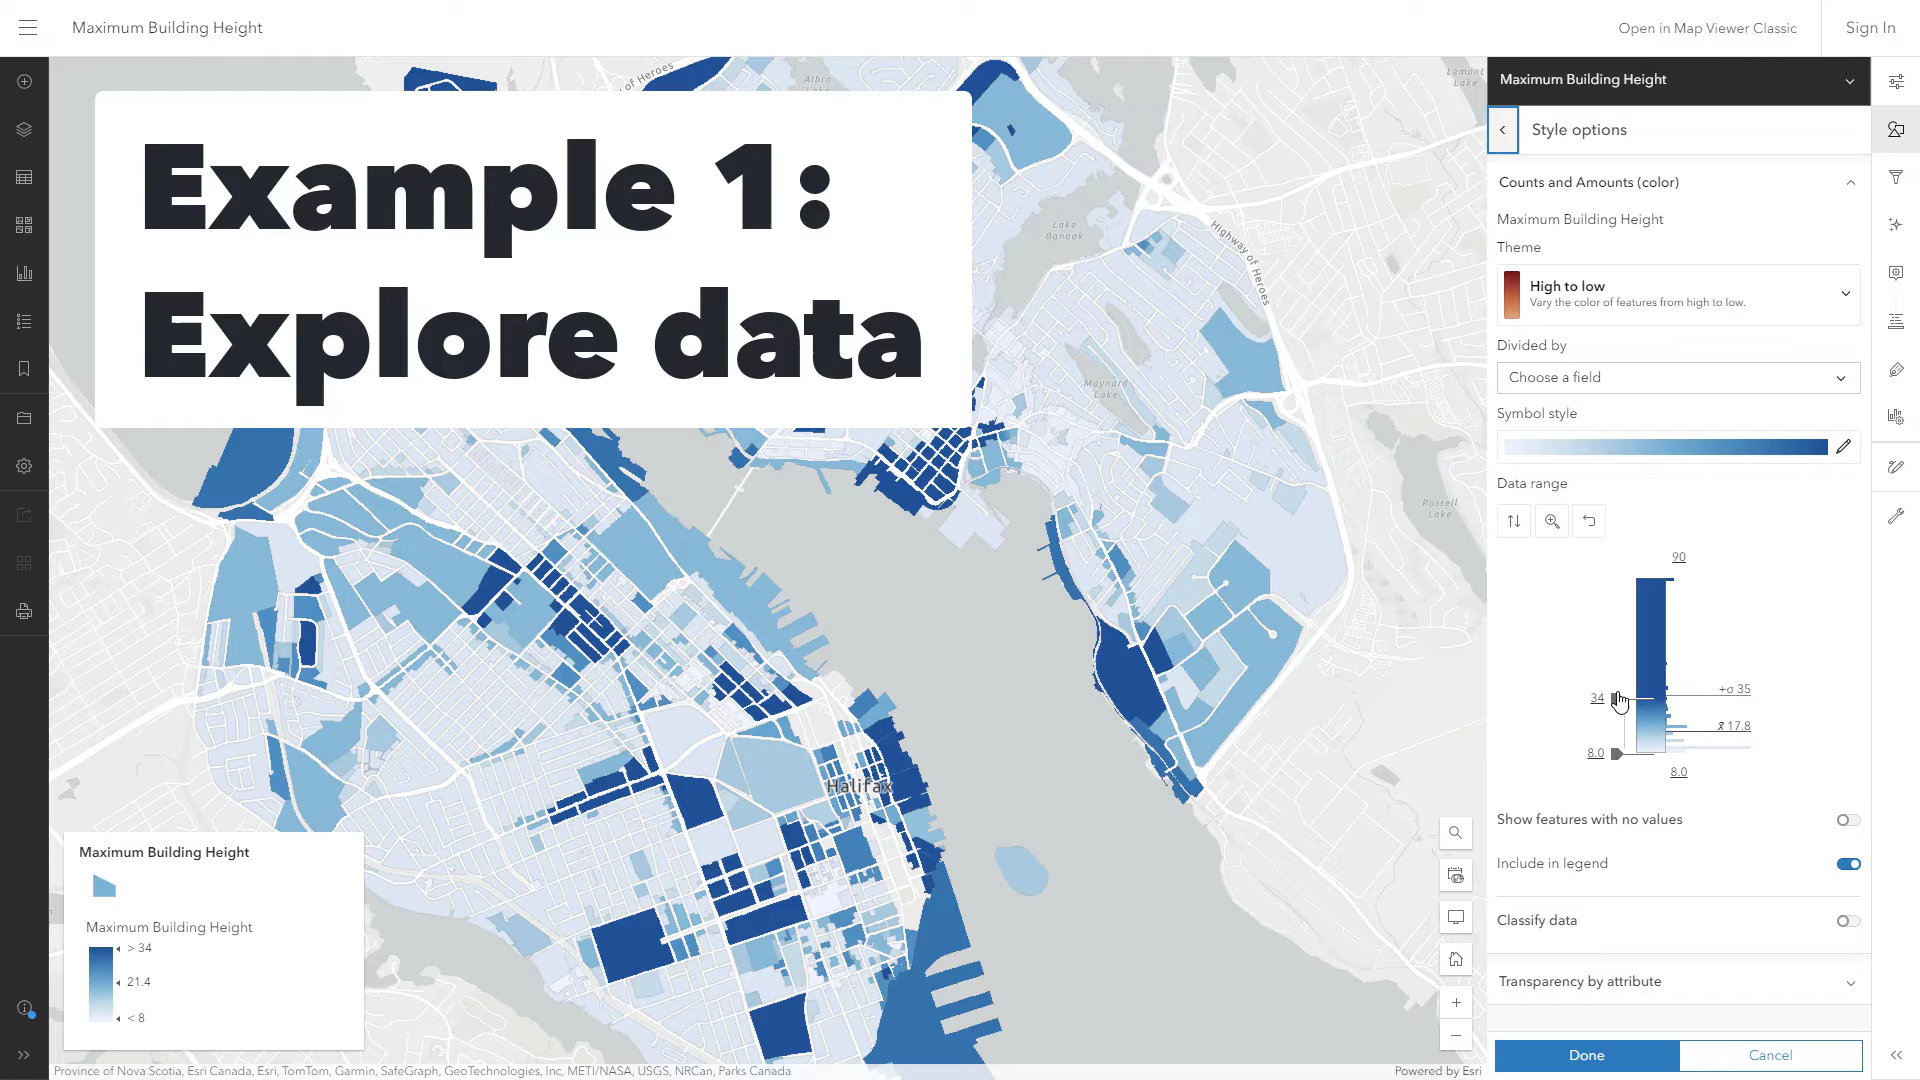 Maximum Building Height
Open in Map Viewer Classic
Sign In
Example 1:
Explore data
of Heroes
Albro
Lemont
Lake
Lake
Banook
Highway of Heroes
Maynard
Lake
Russell
Lake
Halifax
Maximum Building Height
Maximum Building Height
> 34
21.4
< 8
Province of Nova Scotia, Esri Canada, Esri, TomTom, Garmin, SafeGraph, GeoTechnologies, Inc, METI/NASA, USGS, NRCan, Parks Canada
Powered by Esri
Maximum Building Height
Style options
Counts and Amounts (color)
Maximum Building Height
Theme
High to low
Vary the color of features from high to low.
Divided by
Choose a field
Symbol style
Data range
90
+σ 35
34
x̄ 17.8
8.0
8.0
Show features with no values
Include in legend
Classify data
Transparency by attribute
Done
Cancel